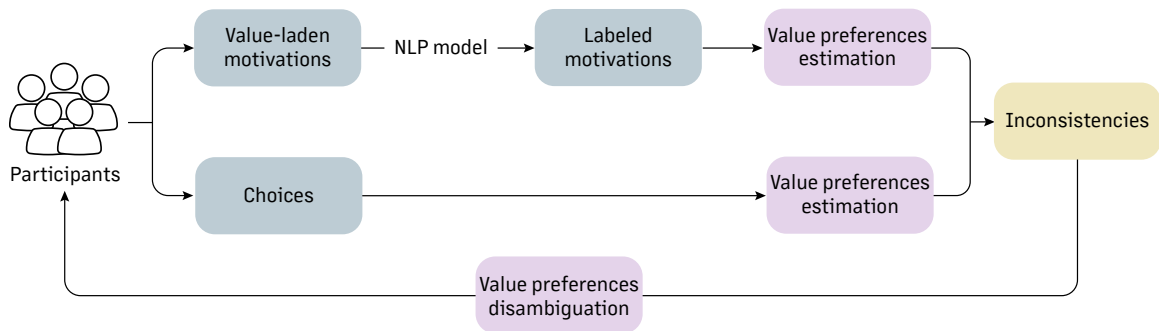 Participants
Value-laden
motivations
NLP model
Labeled
motivations
Value preferences
estimation
Choices
Value preferences
estimation
Inconsistencies
Value preferences
disambiguation